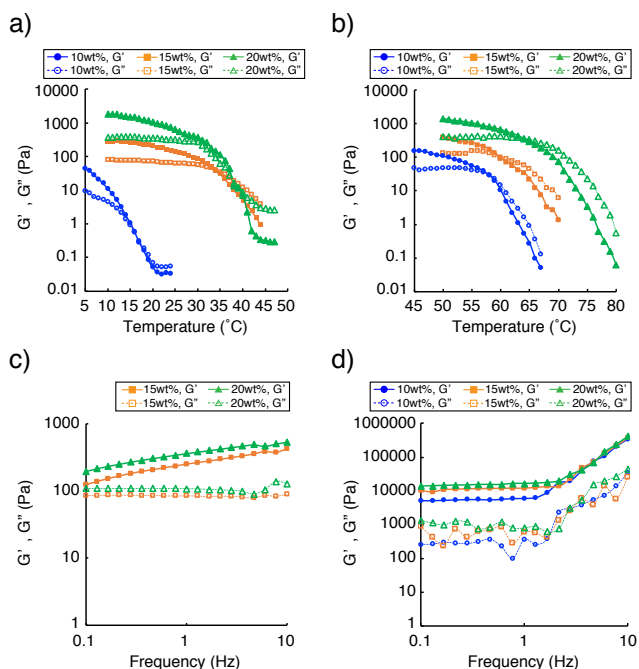 a)
10wt%, G’ 15wt%, G’ 20wt%, G’
10wt%, G” 15wt%, G” 20wt%, G”
10000
1000
100
10
1
0.1
0.01
G’ , G” (Pa)
5 10 15 20 25 30 35 40 45 50
Temperature (˚C)
b)
10wt%, G’ 15wt%, G’ 20wt%, G’
10wt%, G” 15wt%, G” 20wt%, G”
10000
1000
100
10
1
0.1
0.01
G’ , G” (Pa)
45 50 55 60 65 70 75 80
Temperature (˚C)
c)
15wt%, G’ 20wt%, G’
15wt%, G” 20wt%, G”
1000
100
10
1
G’ , G” (Pa)
0.1 1 10
Frequency (Hz)
d)
10wt%, G’ 15wt%, G’ 20wt%, G’
10wt%, G” 15wt%, G” 20wt%, G”
1000000
100000
10000
1000
100
10
1
G’ , G” (Pa)
0.1 1 10
Frequency (Hz)